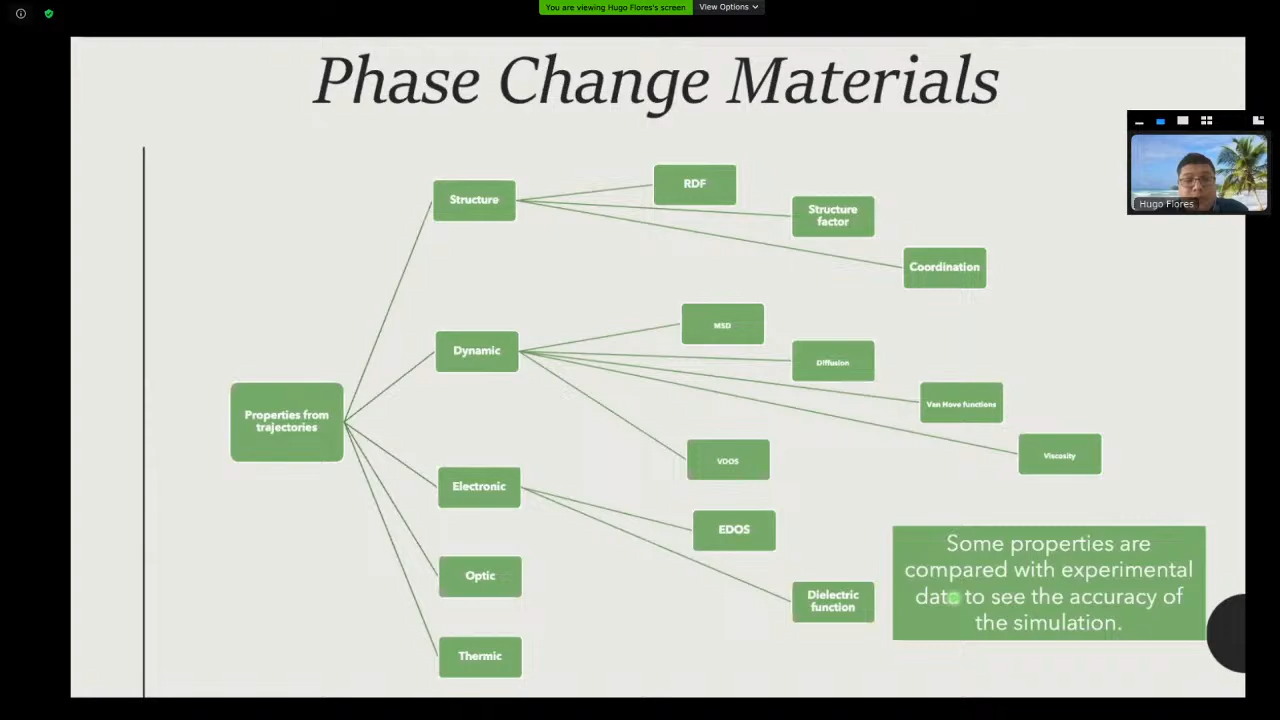 You are viewing Hugo Flores's screen
View Options
Phase Change Materials
Hugo Flores
RDF
Structure
Structure
factor
Coordination
MSD
Dynamic
Diffusion
Van Hove functions
Properties from
trajectories
Viscosity
VDOS
Electronic
EDOS
Some properties are
compared with experimental
date to see the accuracy of
the simulation.
Optic
Dielectric
function
Thermic